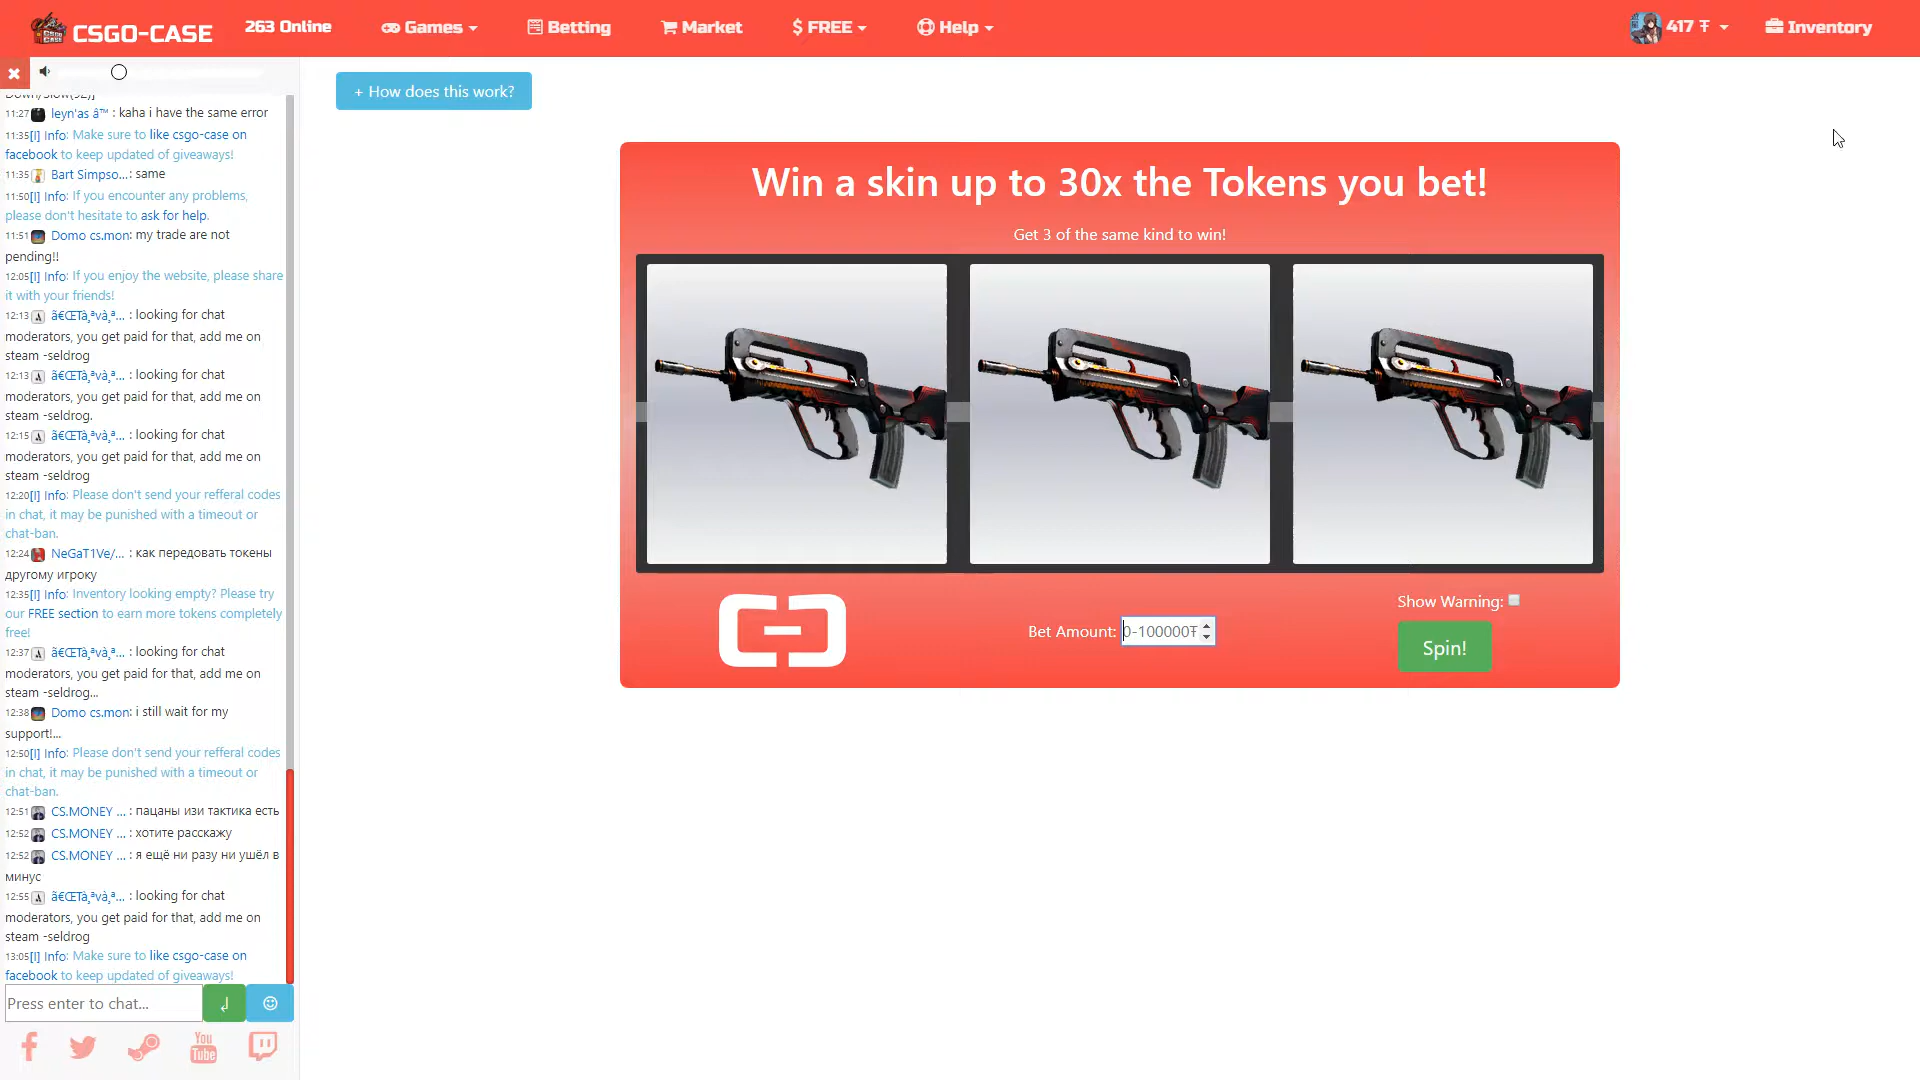 CSGO-CASE 263 Online Games Betting Market $ FREE Help 417 Ŧ Inventory
+ How does this work?
Down/Slow(92)]
11:27 leyn'as â™ : kaha i have the same error
11:35[I] Info: Make sure to like csgo-case on
facebook to keep updated of giveaways!
11:35 Bart Simpso...: same
11:50[I] Info: If you encounter any problems,
please don't hesitate to ask for help.
11:51 Domo cs.mon: my trade are not
pending!!
12:05[I] Info: If you enjoy the website, please share
it with your friends!
12:13 ã€ŒTà¸ªvà¸ª... : looking for chat
moderators, you get paid for that, add me on
steam -seldrog
12:13 ã€ŒTà¸ªvà¸ª... : looking for chat
moderators, you get paid for that, add me on
steam -seldrog.
12:15 ã€ŒTà¸ªvà¸ª... : looking for chat
moderators, you get paid for that, add me on
steam -seldrog
12:20[I] Info: Please don't send your refferal codes
in chat, it may be punished with a timeout or
chat-ban.
12:24 NeGaT1Ve/... : как передовать токены
другому игроку
12:35[I] Info: Inventory looking empty? Please try
our FREE section to earn more tokens completely
free!
12:37 ã€ŒTà¸ªvà¸ª... : looking for chat
moderators, you get paid for that, add me on
steam -seldrog...
12:38 Domo cs.mon: i still wait for my
support!...
12:50[I] Info: Please don't send your refferal codes
in chat, it may be punished with a timeout or
chat-ban.
12:51 CS.MONEY ... : пацаны изи тактика есть
12:52 CS.MONEY ... : хотите расскажу
12:52 CS.MONEY ... : я ещё ни разу ни ушёл в
минус
12:55 ã€ŒTà¸ªvà¸ª... : looking for chat
moderators, you get paid for that, add me on
steam -seldrog
13:05[I] Info: Make sure to like csgo-case on
facebook to keep updated of giveaways!
Press enter to chat...
You
Tube
Win a skin up to 30x the Tokens you bet!
Get 3 of the same kind to win!
Bet Amount: 0-100000Ŧ
Show Warning:
Spin!